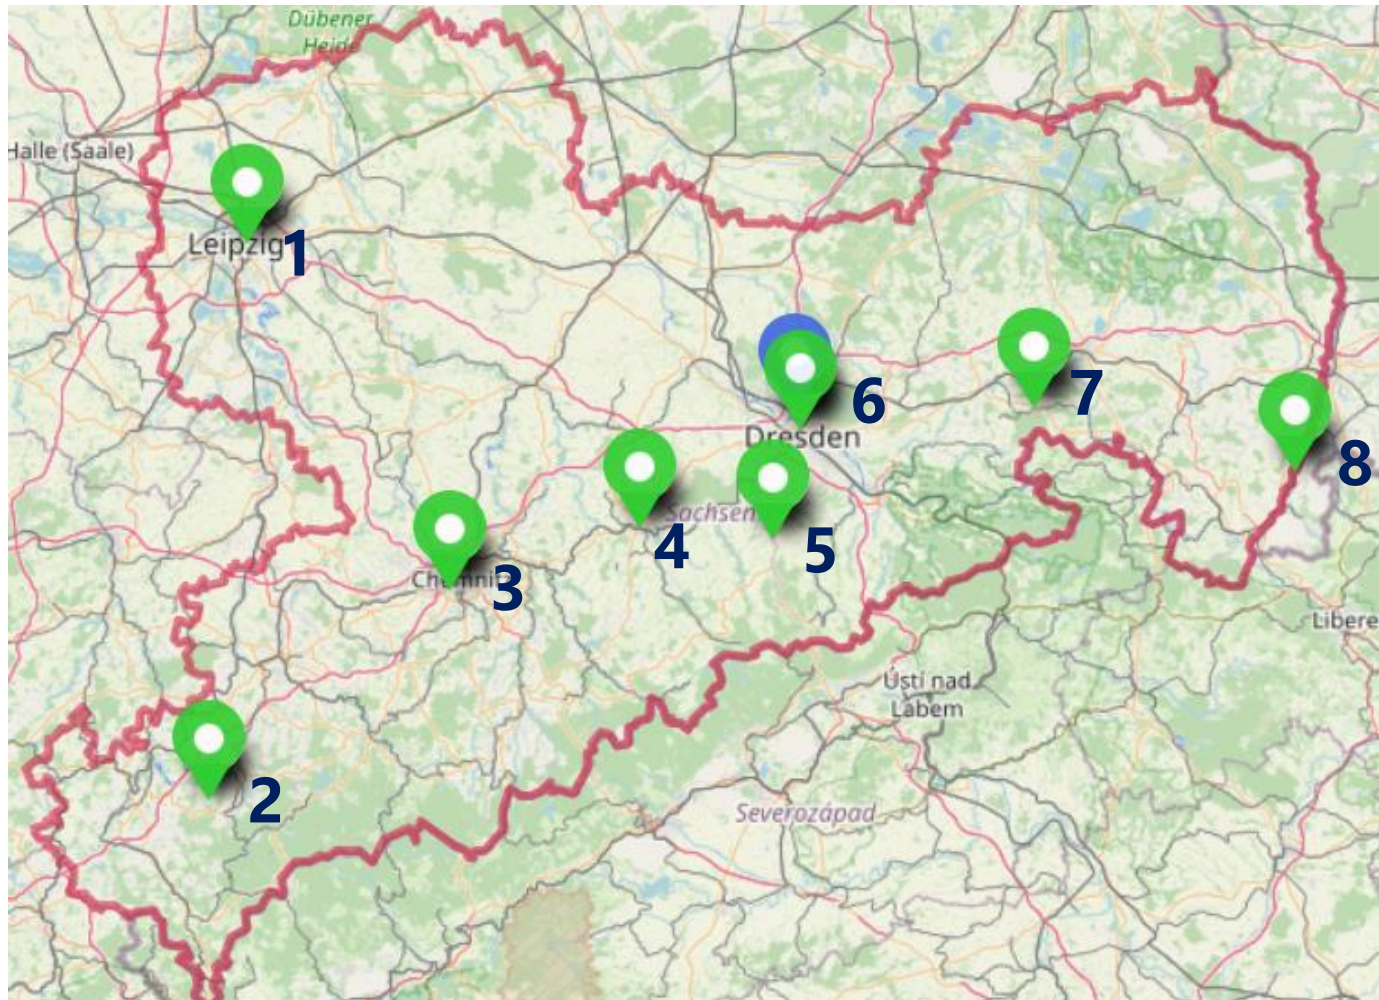 Dübener
Heide
Halle (Saale)
Leipzig
1
6
Dresden
7
8
Sachsen
4
5
Chemnitz
3
Libere
Ústí nad
Labem
2
Severozápad